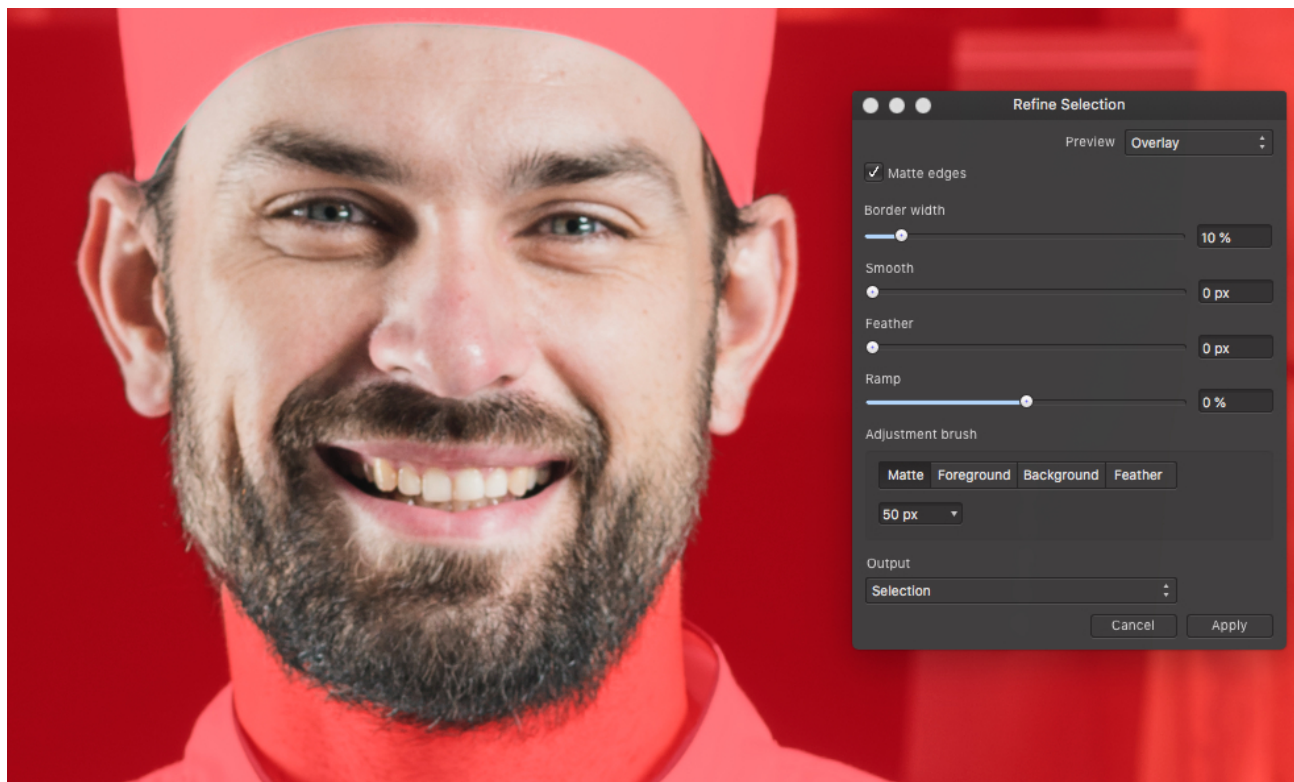 Refine Selection
Preview Overlay
Matte edges
Border width
10 %
Smooth
0 px
Feather
0 px
Ramp
0 %
Adjustment brush
Matte Foreground Background Feather
50 px
Output
Selection
Cancel Apply